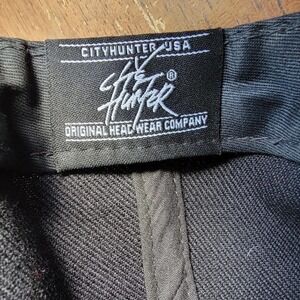 CITYHUNTER USA
City
Hunter ®
ORIGINAL HEAD WEAR COMPANY